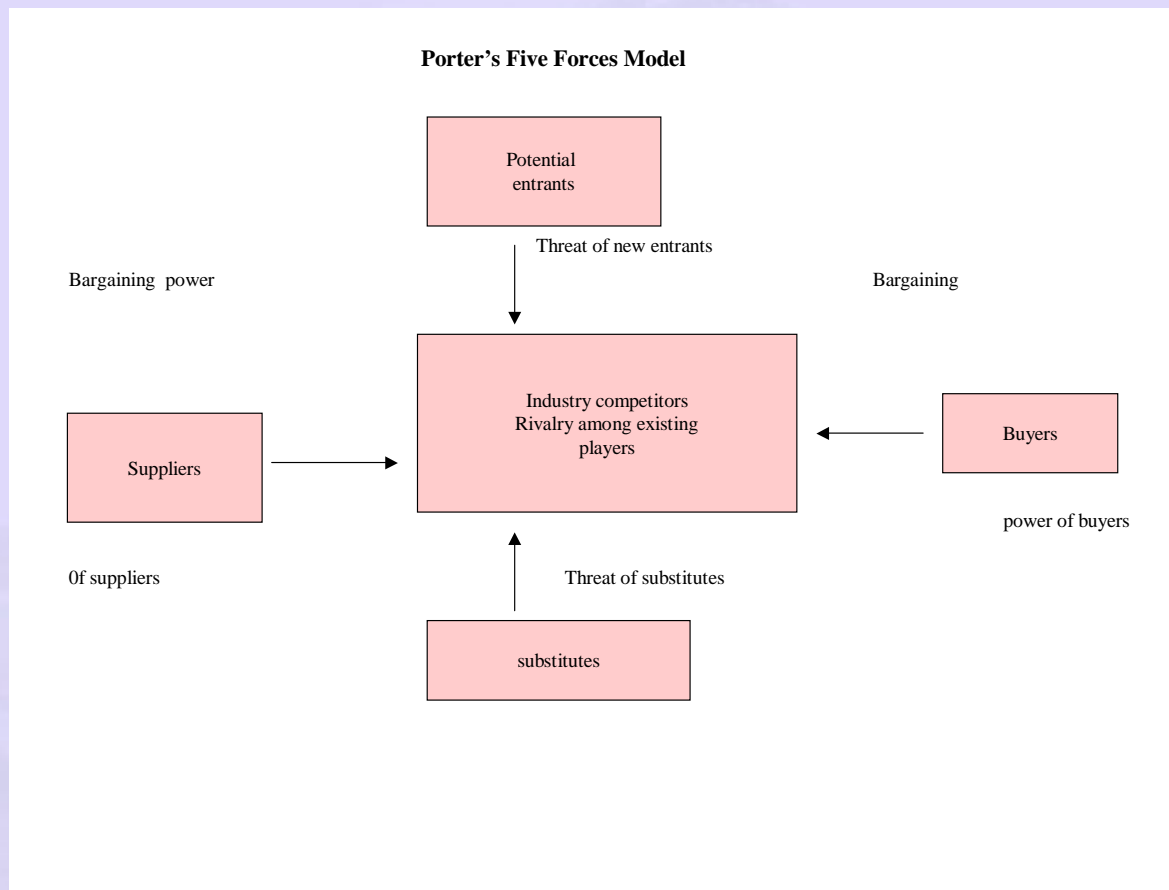 Porter’s Five Forces Model
Potential
entrants
Threat of new entrants
Bargaining power
Bargaining
Industry competitors
Rivalry among existing
players
Suppliers
Buyers
power of buyers
0f suppliers
Threat of substitutes
substitutes